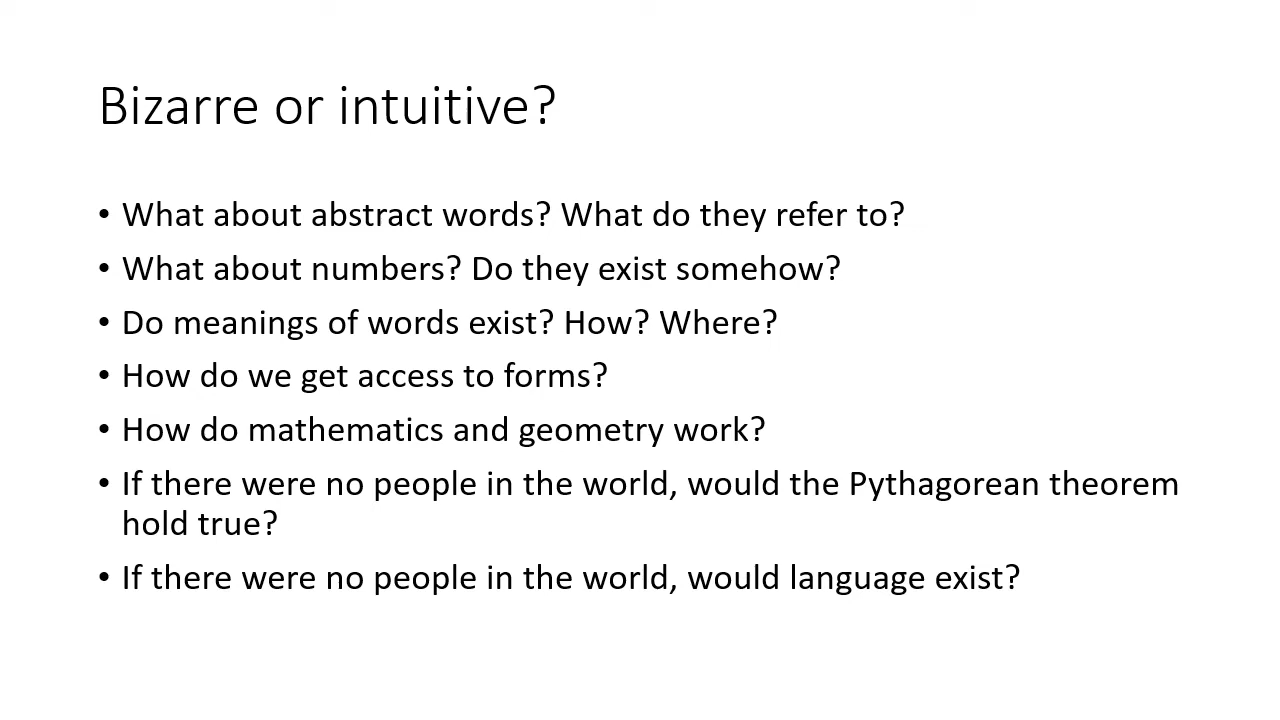 Bizarre or intuitive?
• What about abstract words? What do they refer to?
• What about numbers? Do they exist somehow?
• Do meanings of words exist? How? Where?
• How do we get access to forms?
• How do mathematics and geometry work?
• If there were no people in the world, would the Pythagorean theorem
hold true?
• If there were no people in the world, would language exist?